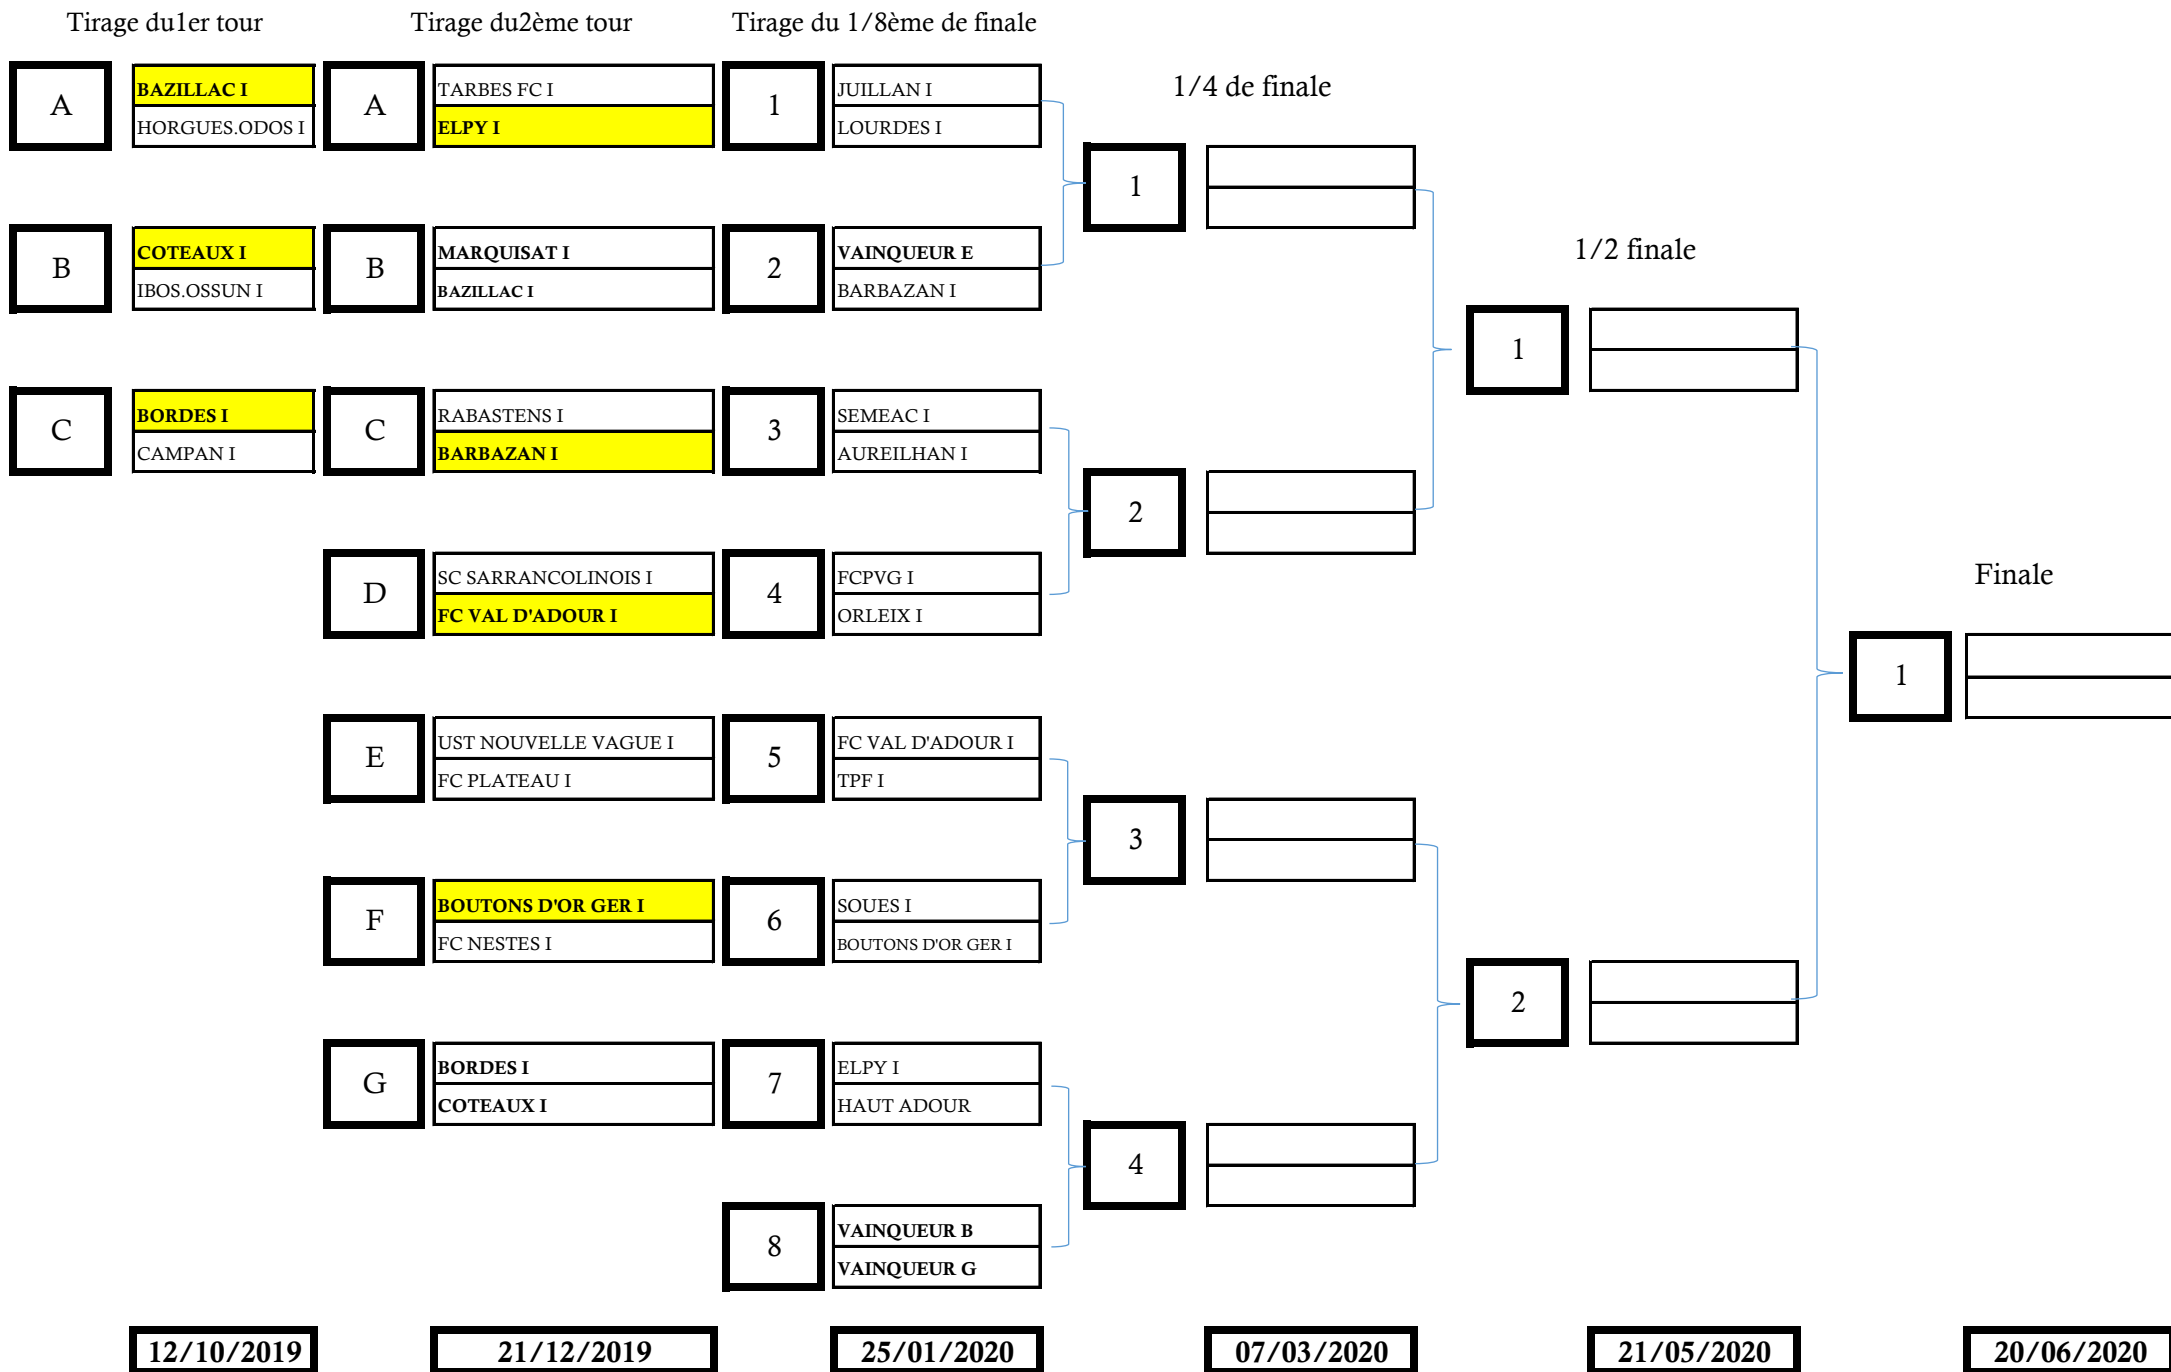 Tirage du1er tour
Tirage du2ème tour
Tirage du 1/8ème de finale
A
BAZILLAC I
HORGUES.ODOS I
A
TARBES FC I
ELPY I
1
JUILLAN I
LOURDES I
1/4 de finale
1
B
COTEAUX I
IBOS.OSSUN I
B
MARQUISAT I
BAZILLAC I
2
VAINQUEUR E
BARBAZAN I
1/2 finale
1
C
BORDES I
CAMPAN I
C
RABASTENS I
BARBAZAN I
3
SEMEAC I
AUREILHAN I
2
D
SC SARRANCOLINOIS I
FC VAL D'ADOUR I
4
FCPVG I
ORLEIX I
Finale
1
E
UST NOUVELLE VAGUE I
FC PLATEAU I
5
FC VAL D'ADOUR I
TPF I
3
F
BOUTONS D'OR GER I
FC NESTES I
6
SOUES I
BOUTONS D'OR GER I
2
G
BORDES I
COTEAUX I
7
ELPY I
HAUT ADOUR
4
8
VAINQUEUR B
VAINQUEUR G
12/10/2019
21/12/2019
25/01/2020
07/03/2020
21/05/2020
20/06/2020